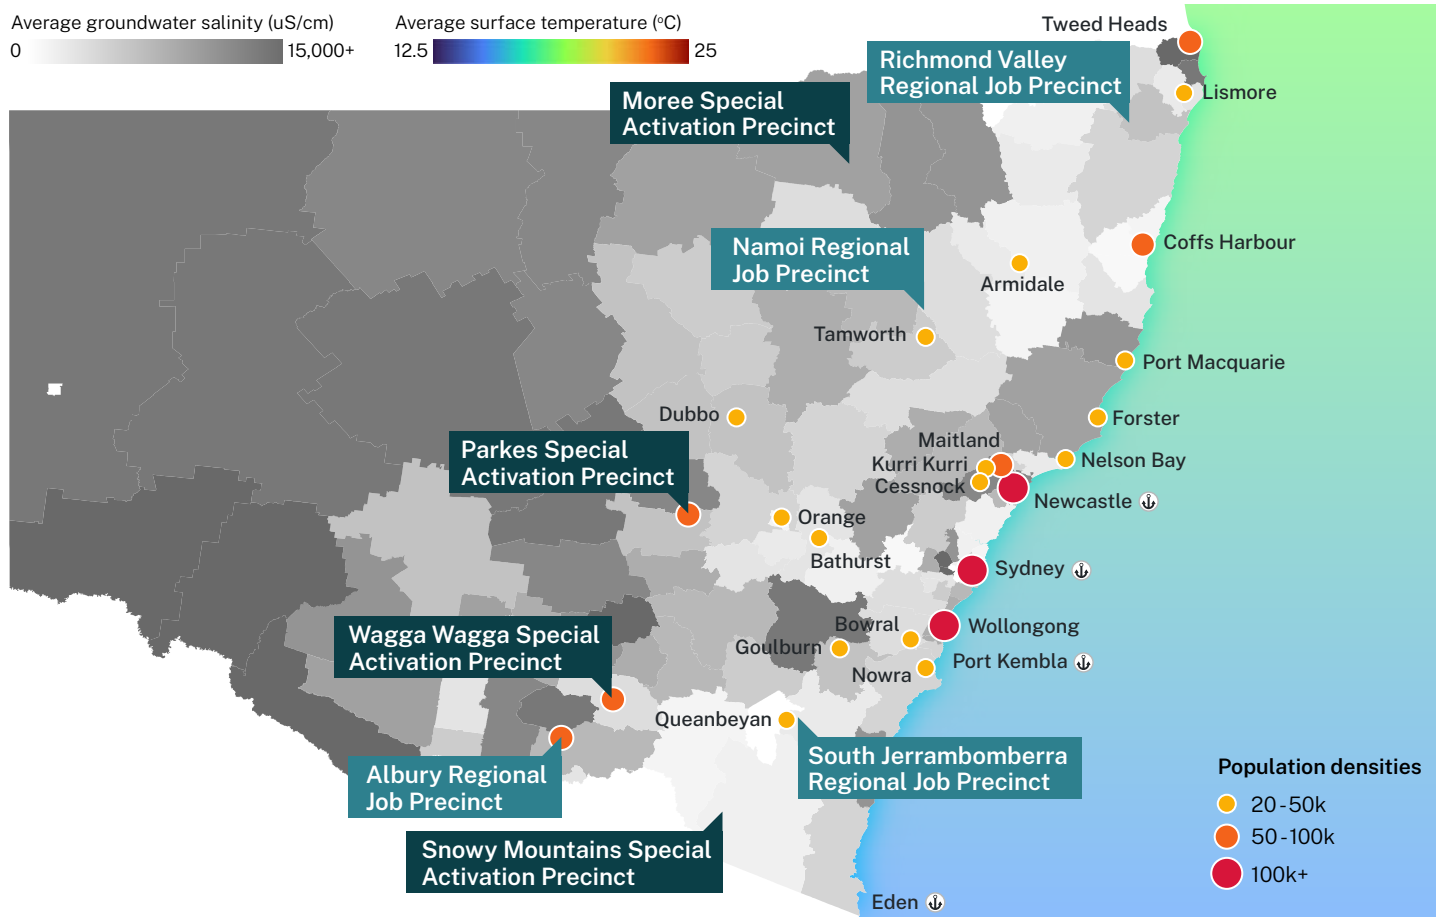 Average groundwater salinity (uS/cm)
0
15,000+
Average surface temperature (ºC)
12.5
25
Tweed Heads
Richmond Valley
Regional Job Precinct
Lismore
Moree Special
Activation Precinct
Namoi Regional
Job Precinct
Coffs Harbour
Armidale
Tamworth
Port Macquarie
Dubbo
Forster
Parkes Special
Activation Precinct
Maitland
Kurri Kurri
Cessnock
Nelson Bay
Newcastle
Orange
Bathurst
Sydney
Wagga Wagga Special
Activation Precinct
Bowral
Wollongong
Goulburn
Port Kembla
Nowra
Queanbeyan
South Jerrambomberra
Regional Job Precinct
Albury Regional
Job Precinct
Snowy Mountains Special
Activation Precinct
Eden
Population densities
20-50k
50-100k
100k+